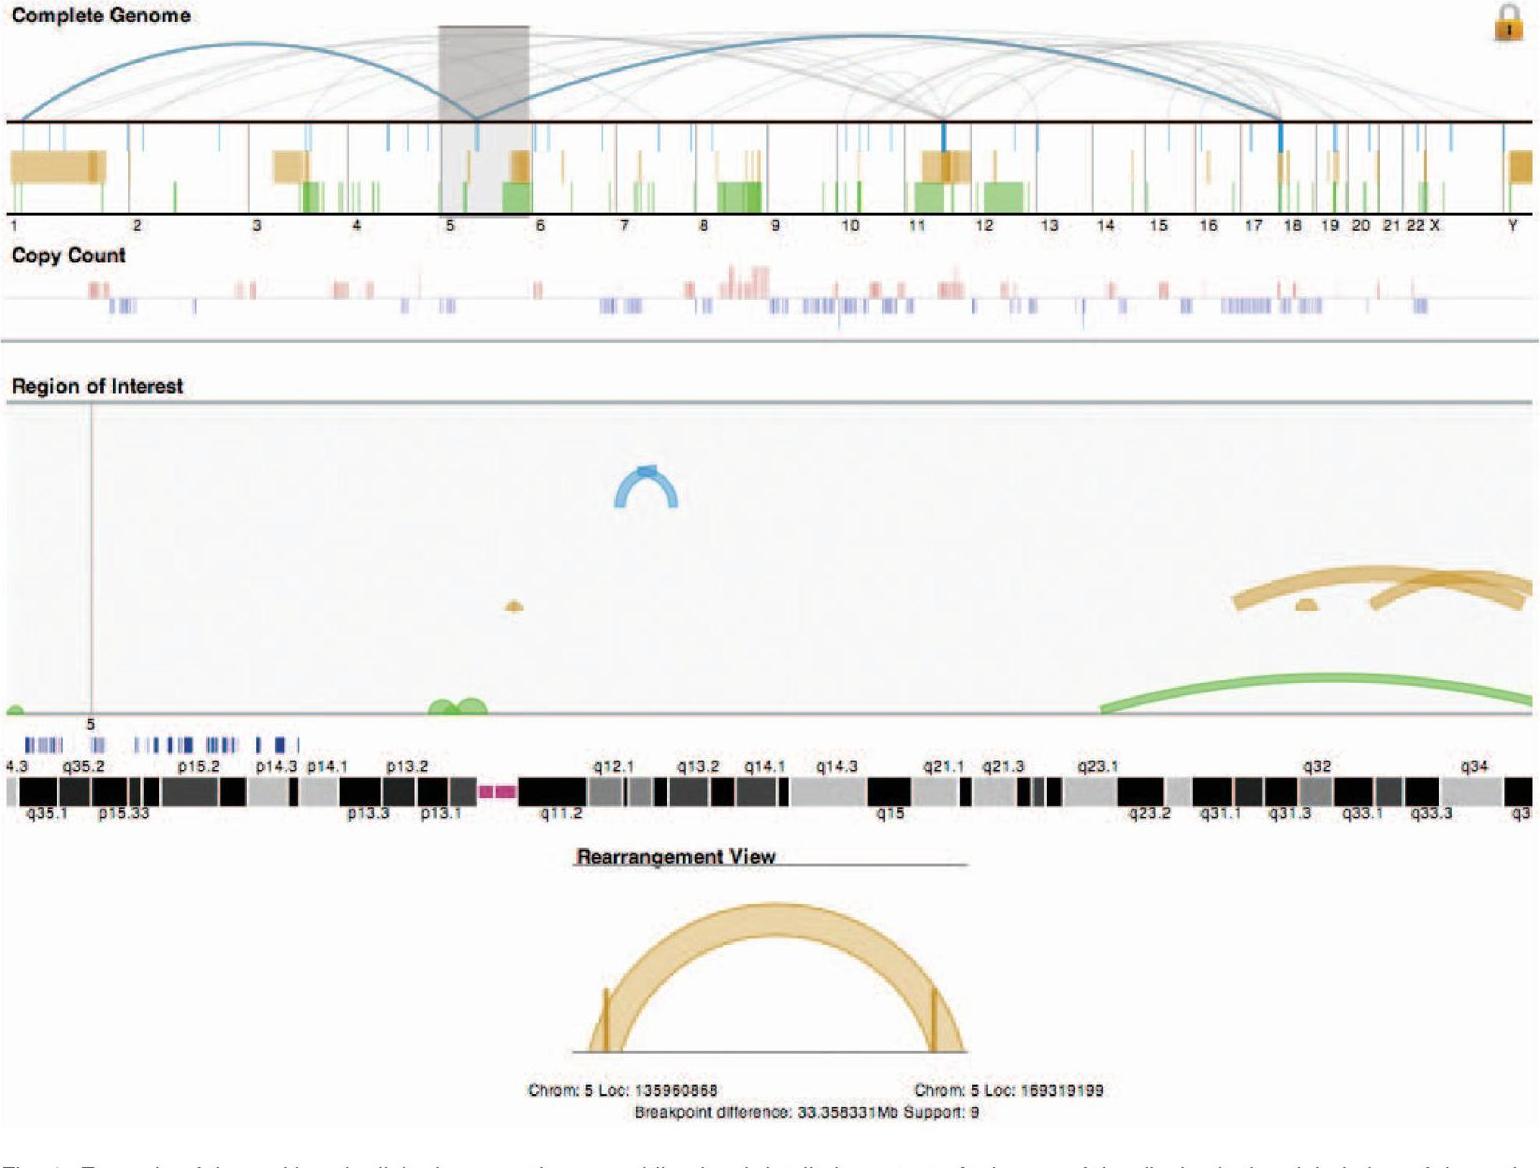 Complete Genome
1 2 3 4 5 6 7 8 9 10 11 12 13 14 15 16 17 18 19 20 21 22 X Y
Copy Count
Region of Interest
5
4.3 q35.2 p15.2 p14.3 p14.1 p13.2 q12.1 q13.2 q14.1 q14.3 q21.1 q21.3 q23.1 q32 q34
q35.1 p15.33 p13.3 p13.1 q11.2 q15 q23.2 q31.1 q31.3 q33.1 q33.3 q3
Rearrangement View
Chrom: 5 Loc: 135960868 Chrom: 5 Loc: 169319199
Breakpoint difference: 33.358331Mb Support: 9